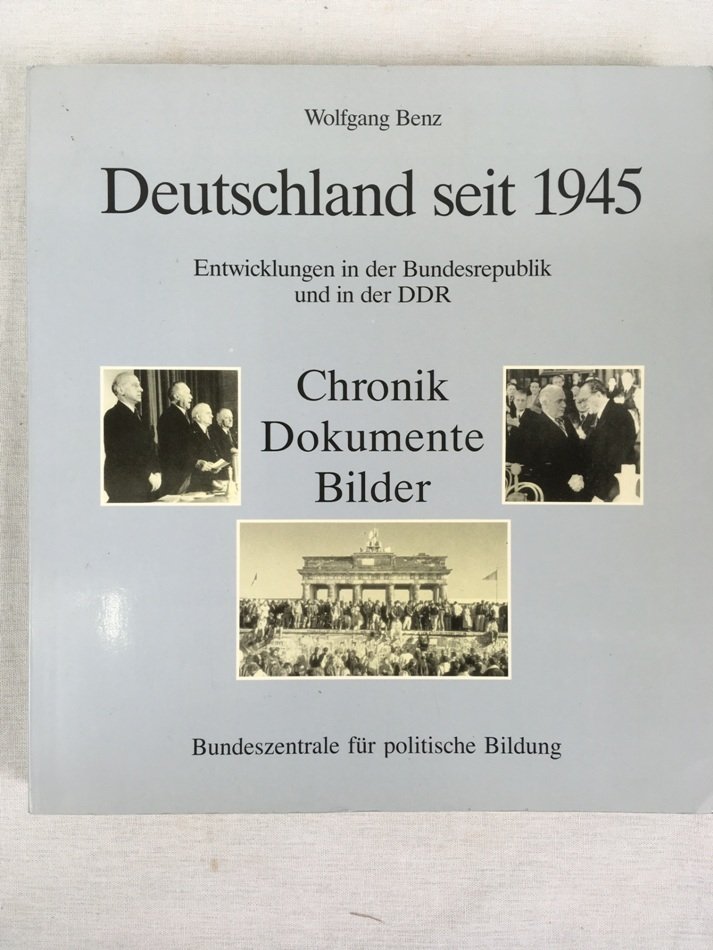 Wolfgang Benz
Deutschland seit 1945
Entwicklungen in der Bundesrepublik
und in der DDR
Chronik
Dokumente
Bilder
Bundeszentrale für politische Bildung